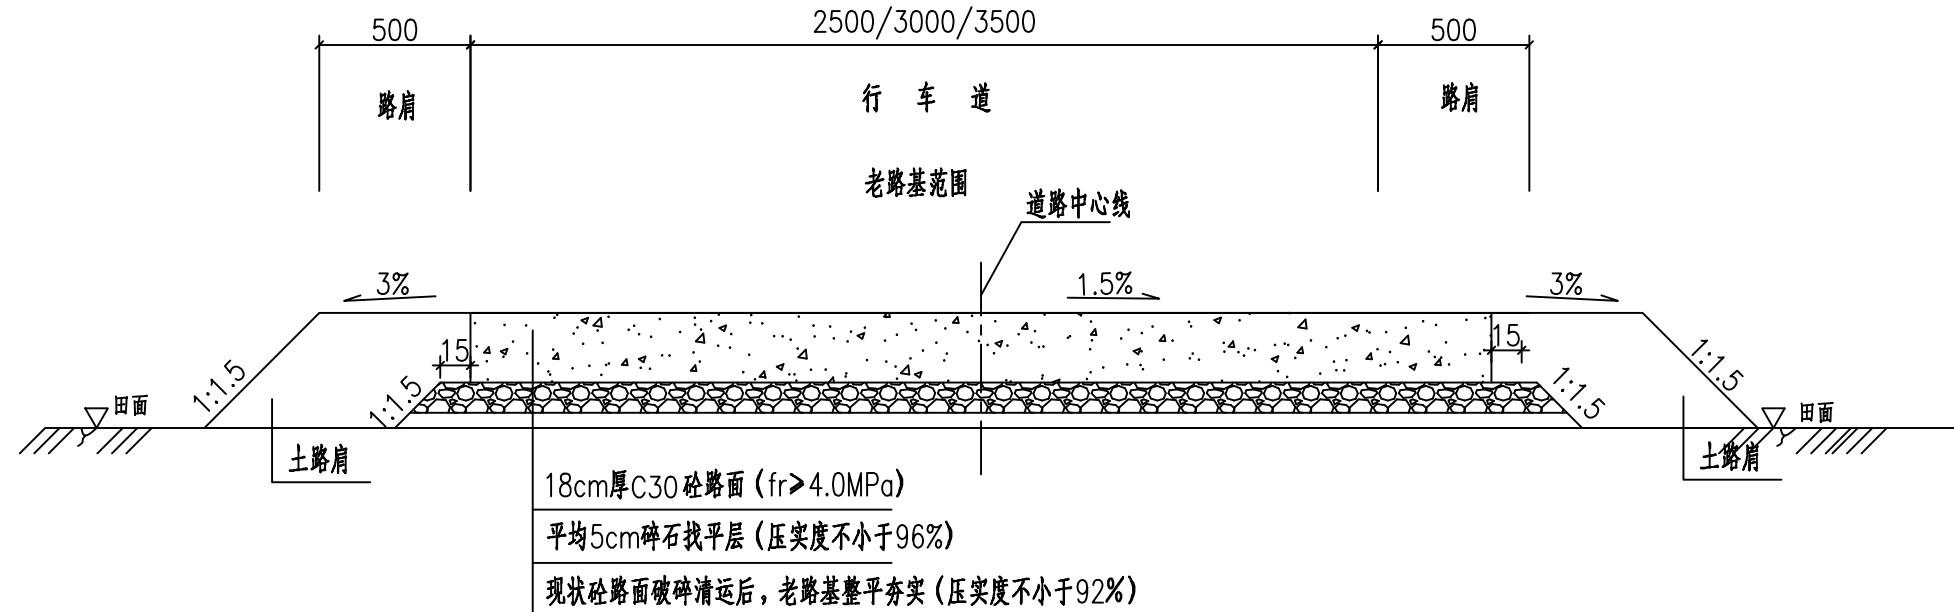 500
2500/3000/3500
500
路肩
行 车 道
路肩
老路基范围
道路中心线
3%
1.5%
3%
15
15
1:1.5
1:1.5
1:1.5
1:1.5
田面
田面
土路肩
土路肩
18cm厚C30砼路面(fr≥4.0MPa)
平均5cm碎石找平层(压实度不小于96%)
现状砼路面破碎清运后,老路基整平夯实(压实度不小于92%)